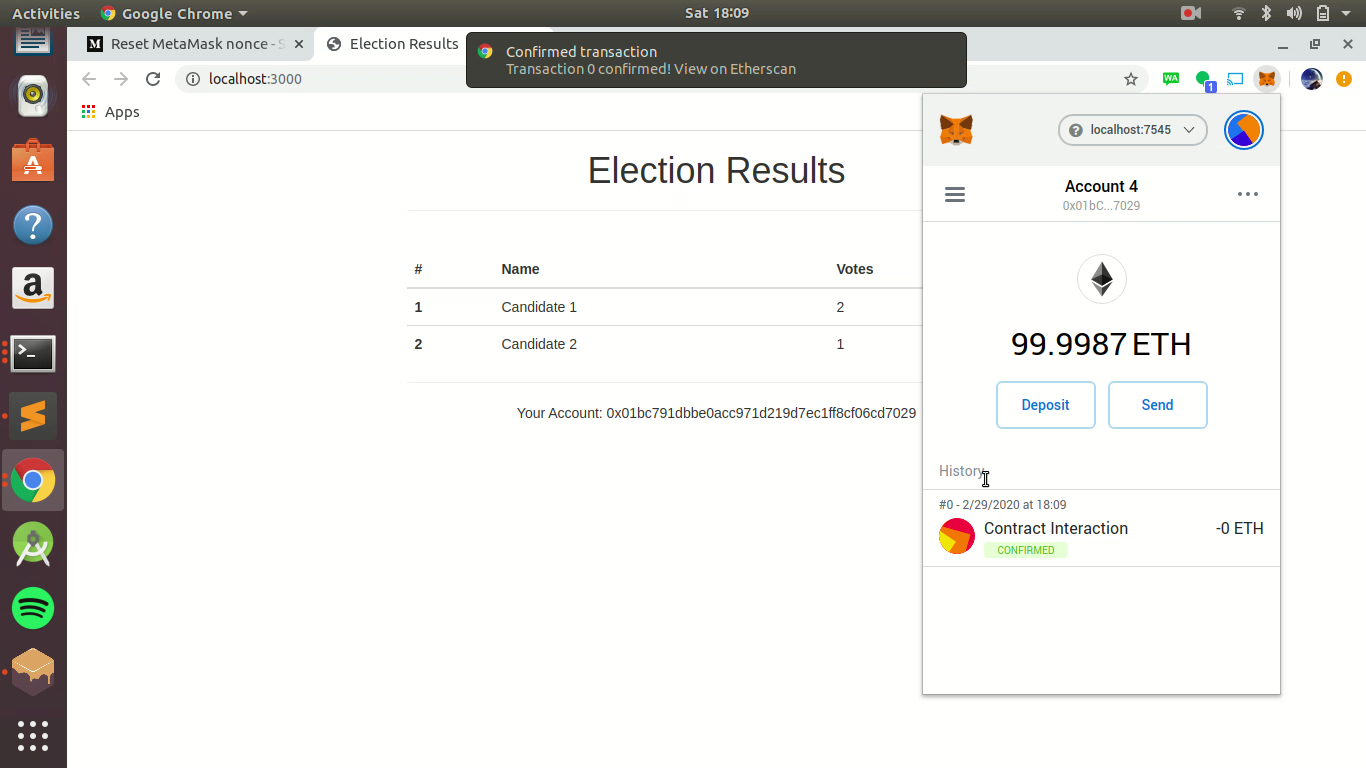 Activities
Google Chrome
Sat 18:09
Reset MetaMask nonce - S
Election Results
Confirmed transaction
Transaction 0 confirmed! View on Etherscan
localhost:3000
WA
1
Apps
localhost:7545
Account 4
0x01bC...7029
99.9987 ETH
Deposit
Send
History
#0 - 2/29/2020 at 18:09
Contract Interaction
-0 ETH
CONFIRMED
Election Results
# Name Votes
1 Candidate 1 2
2 Candidate 2 1
Your Account: 0x01bc791dbbe0acc971d219d7ec1ff8cf06cd7029